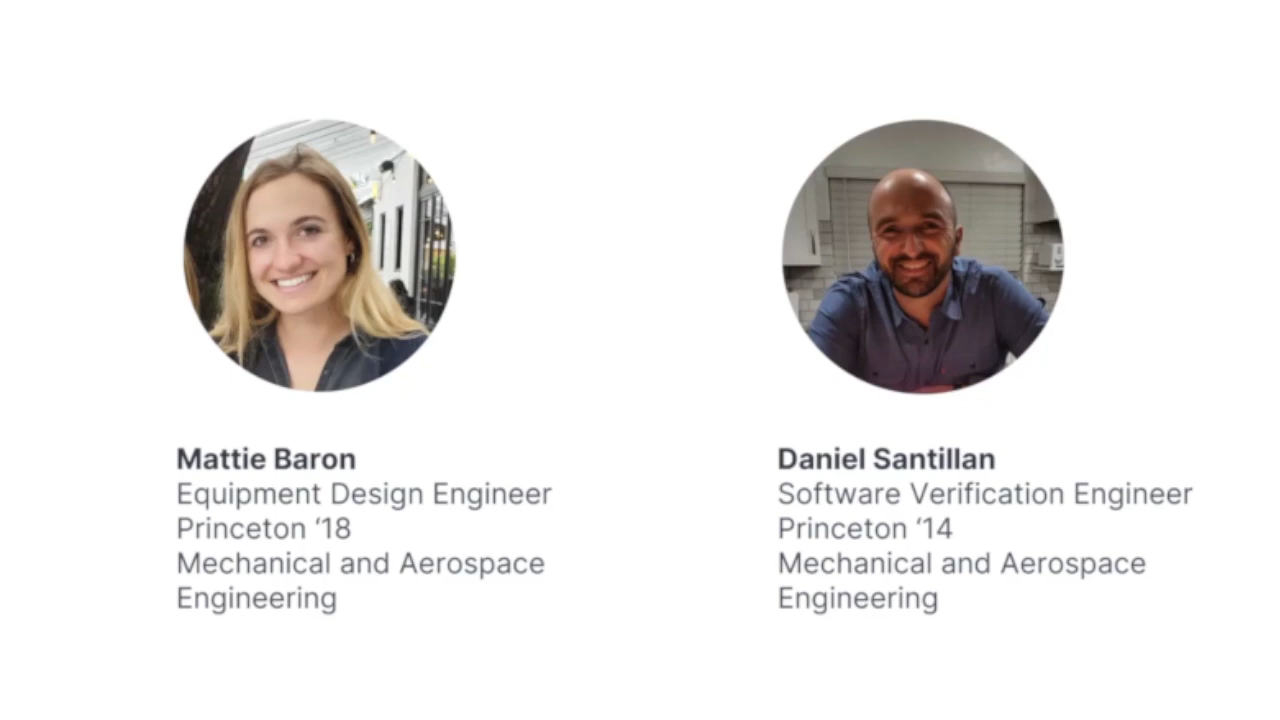 Mattie Baron
Equipment Design Engineer
Princeton ‘18
Mechanical and Aerospace
Engineering
Daniel Santillan
Software Verification Engineer
Princeton ‘14
Mechanical and Aerospace
Engineering